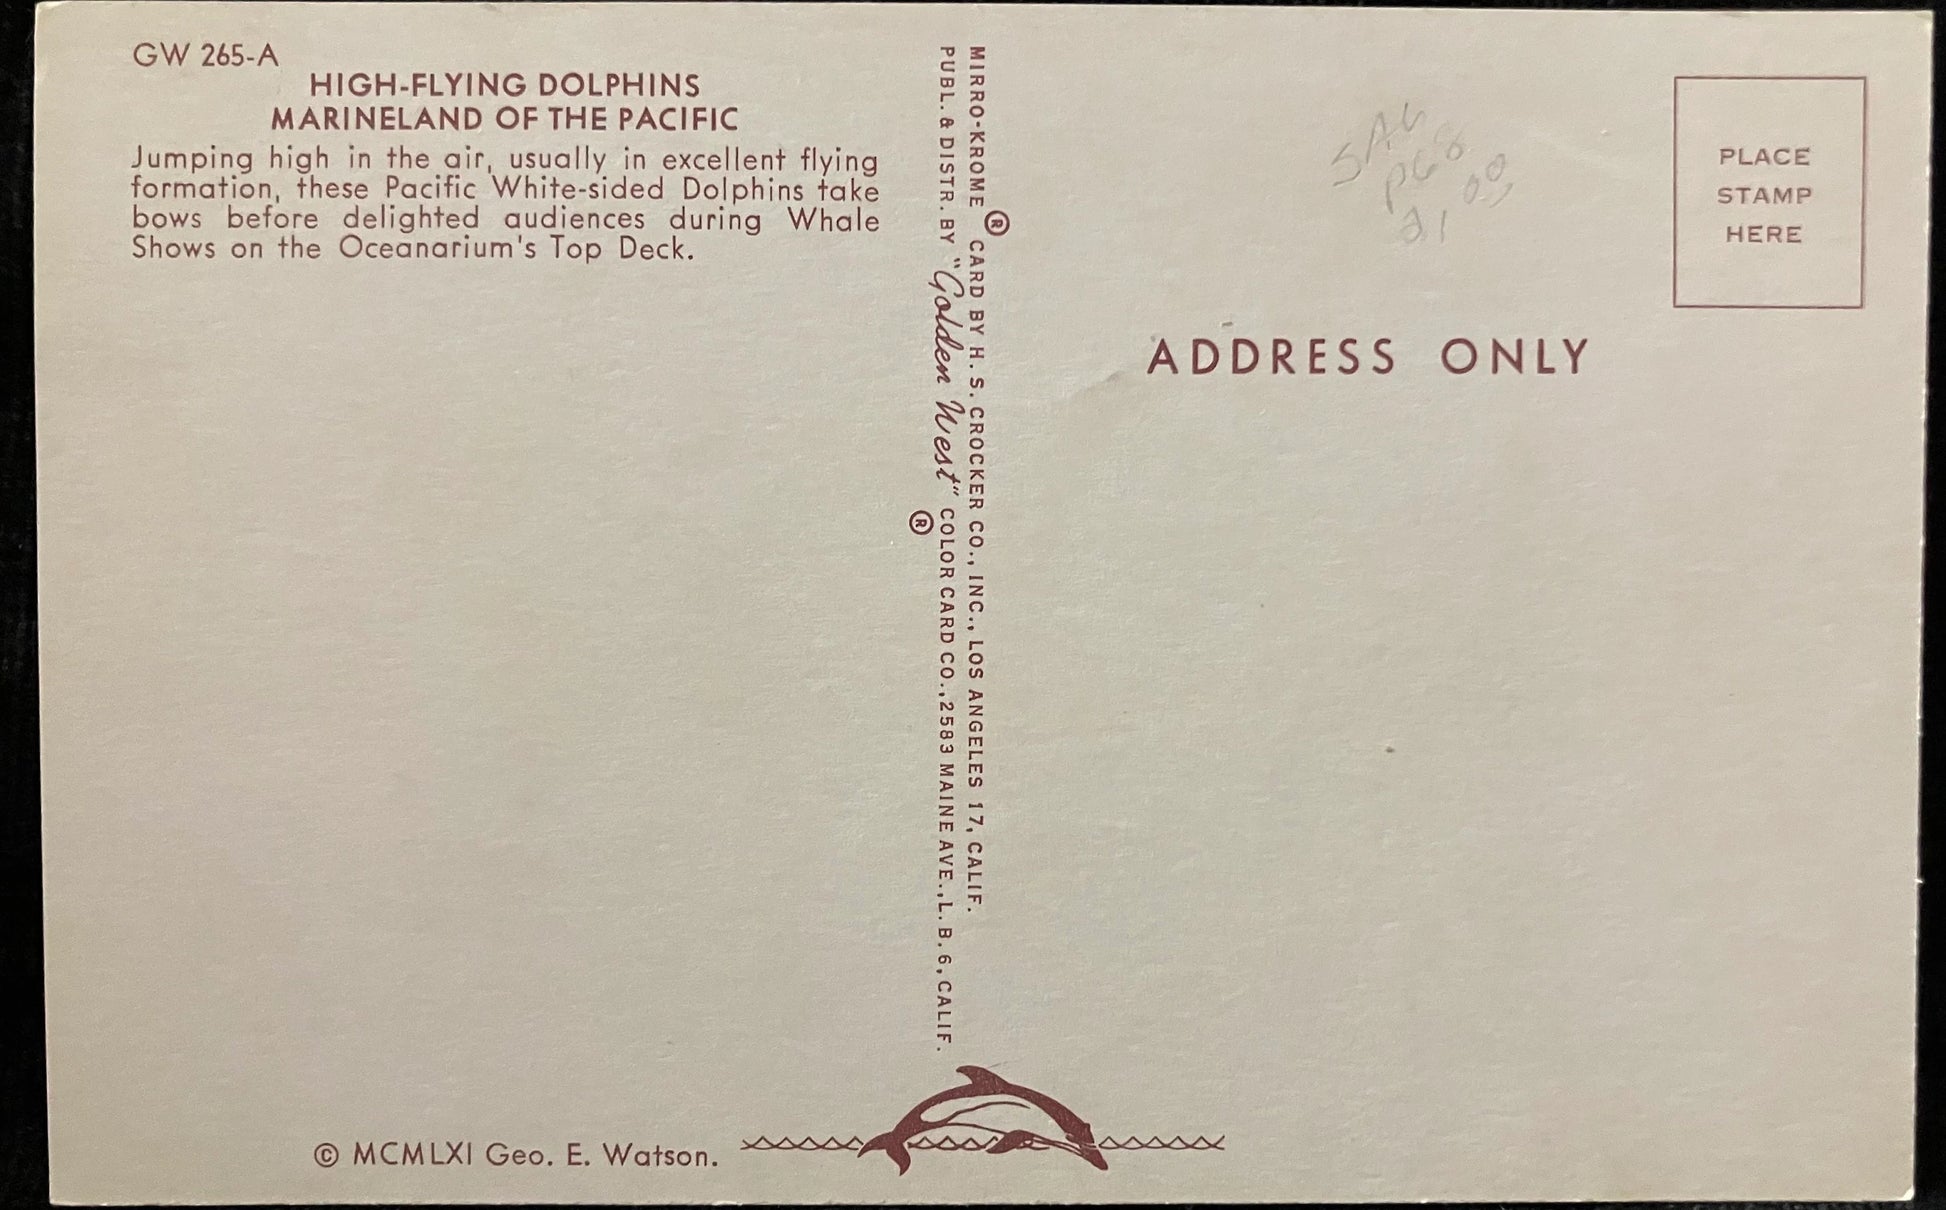 GW 265-A
HIGH-FLYING DOLPHINS
MARINELAND OF THE PACIFIC
Jumping high in the air, usually in excellent flying
formation, these Pacific White-sided Dolphins take
bows before delighted audiences during Whale
Shows on the Oceanarium's Top Deck.
© MCMLXI Geo. E. Watson.
MIRRO-KROME ® CARD BY H. S. CROCKER CO., INC., LOS ANGELES 17, CALIF.
PUBL. & DISTR. BY "Golden West" ® COLOR CARD CO., 2583 MAINE AVE., L. B. 6, CALIF.
PLACE
STAMP
HERE
ADDRESS ONLY